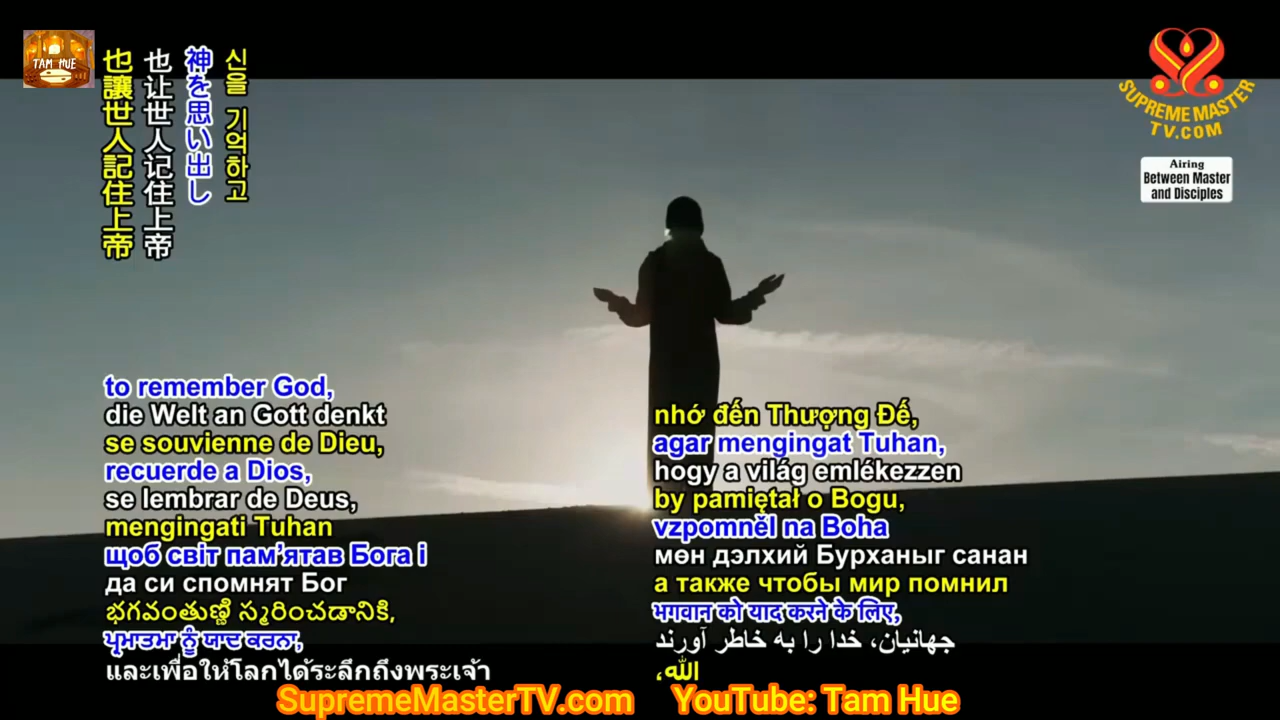 TAM HUE
也讓世人記住上帝
也让世人记住上帝
神を思い出し
신을 기억하고
SUPREME MASTER
TV.COM
Airing
Between Master
and Disciples
to remember God,
die Welt an Gott denkt
se souvienne de Dieu,
recuerde a Dios,
se lembrar de Deus,
mengingati Tuhan
щоб світ пам'ятав Бога і
да си спомнят Бог
భగవంతుణ్ణి స్మరించడానికి,
ਪ੍ਰਮਾਤਮਾ ਨੂੰ ਯਾਦ ਕਰਨਾ,
และเพื่อให้โลกได้ระลึกถึงพระเจ้า
nhớ đến Thượng Đế,
agar mengingat Tuhan,
hogy a világ emlékezzen
by pamiętał o Bogu,
vzpomněl na Boha
мөн дэлхий Бурханыг санан
а также чтобы мир помнил
भगवान को याद करने के लिए,
جهانیان، خدا را به خاطر آورند
الله،
SupremeMasterTV.com YouTube: Tam Hue